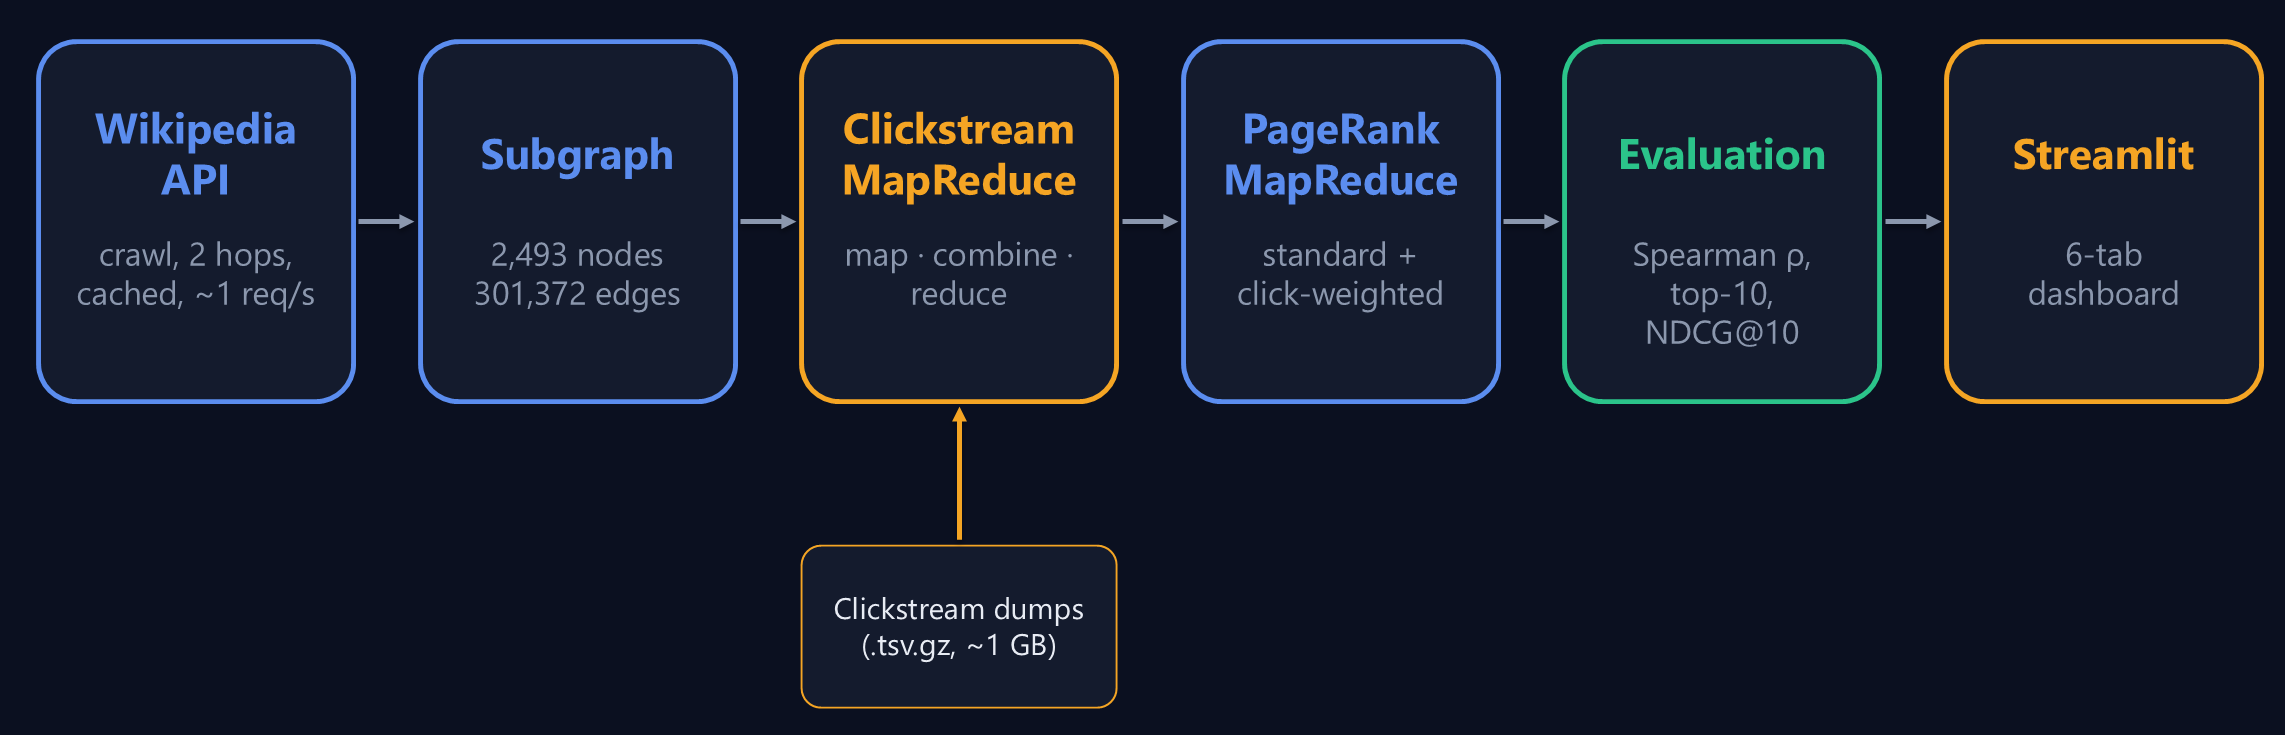 Wikipedia
API
crawl, 2 hops,
cached, ~1 req/s
Subgraph
2,493 nodes
301,372 edges
Clickstream
MapReduce
map · combine ·
reduce
PageRank
MapReduce
standard +
click-weighted
Evaluation
Spearman ρ,
top-10,
NDCG@10
Streamlit
6-tab
dashboard
Clickstream dumps
(.tsv.gz, ~1 GB)